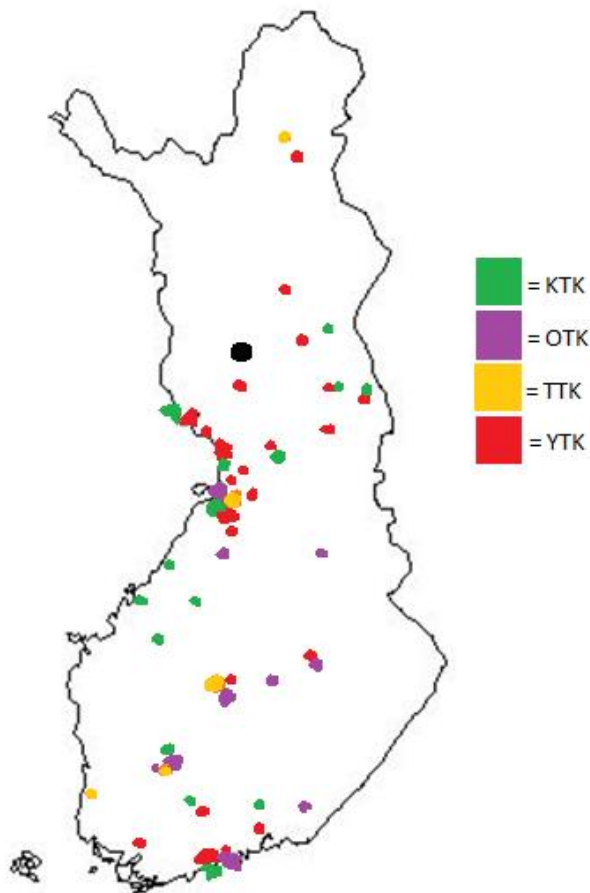 = KTK
= OTK
= TTK
= YTK